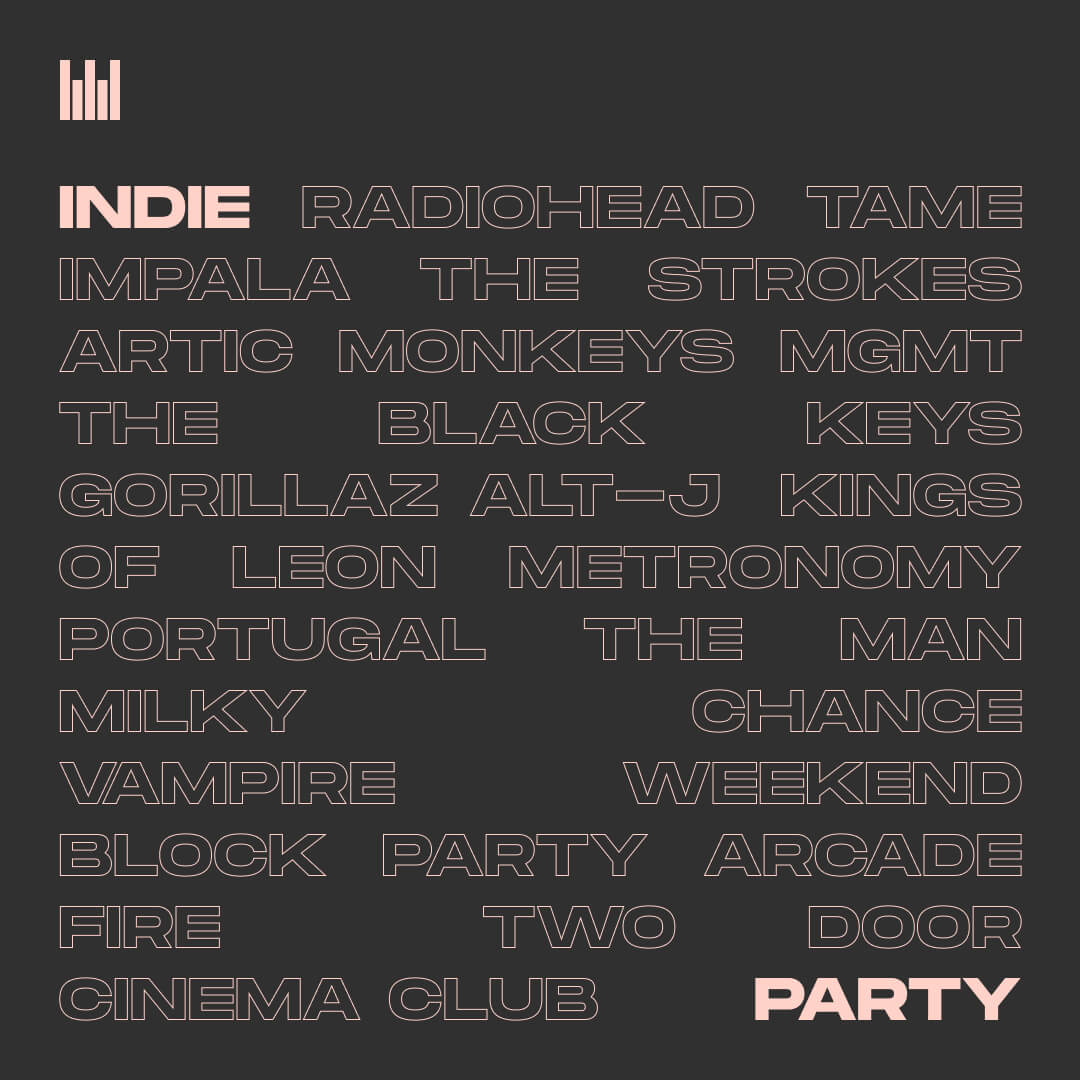 INDIE RADIOHEAD TAME
IMPALA THE STROKES
ARTIC MONKEYS MGMT
THE BLACK KEYS
GORILLAZ ALT-J KINGS
OF LEON METRONOMY
PORTUGAL THE MAN
MILKY CHANCE
VAMPIRE WEEKEND
BLOCK PARTY ARCADE
FIRE TWO DOOR
CINEMA CLUB PARTY